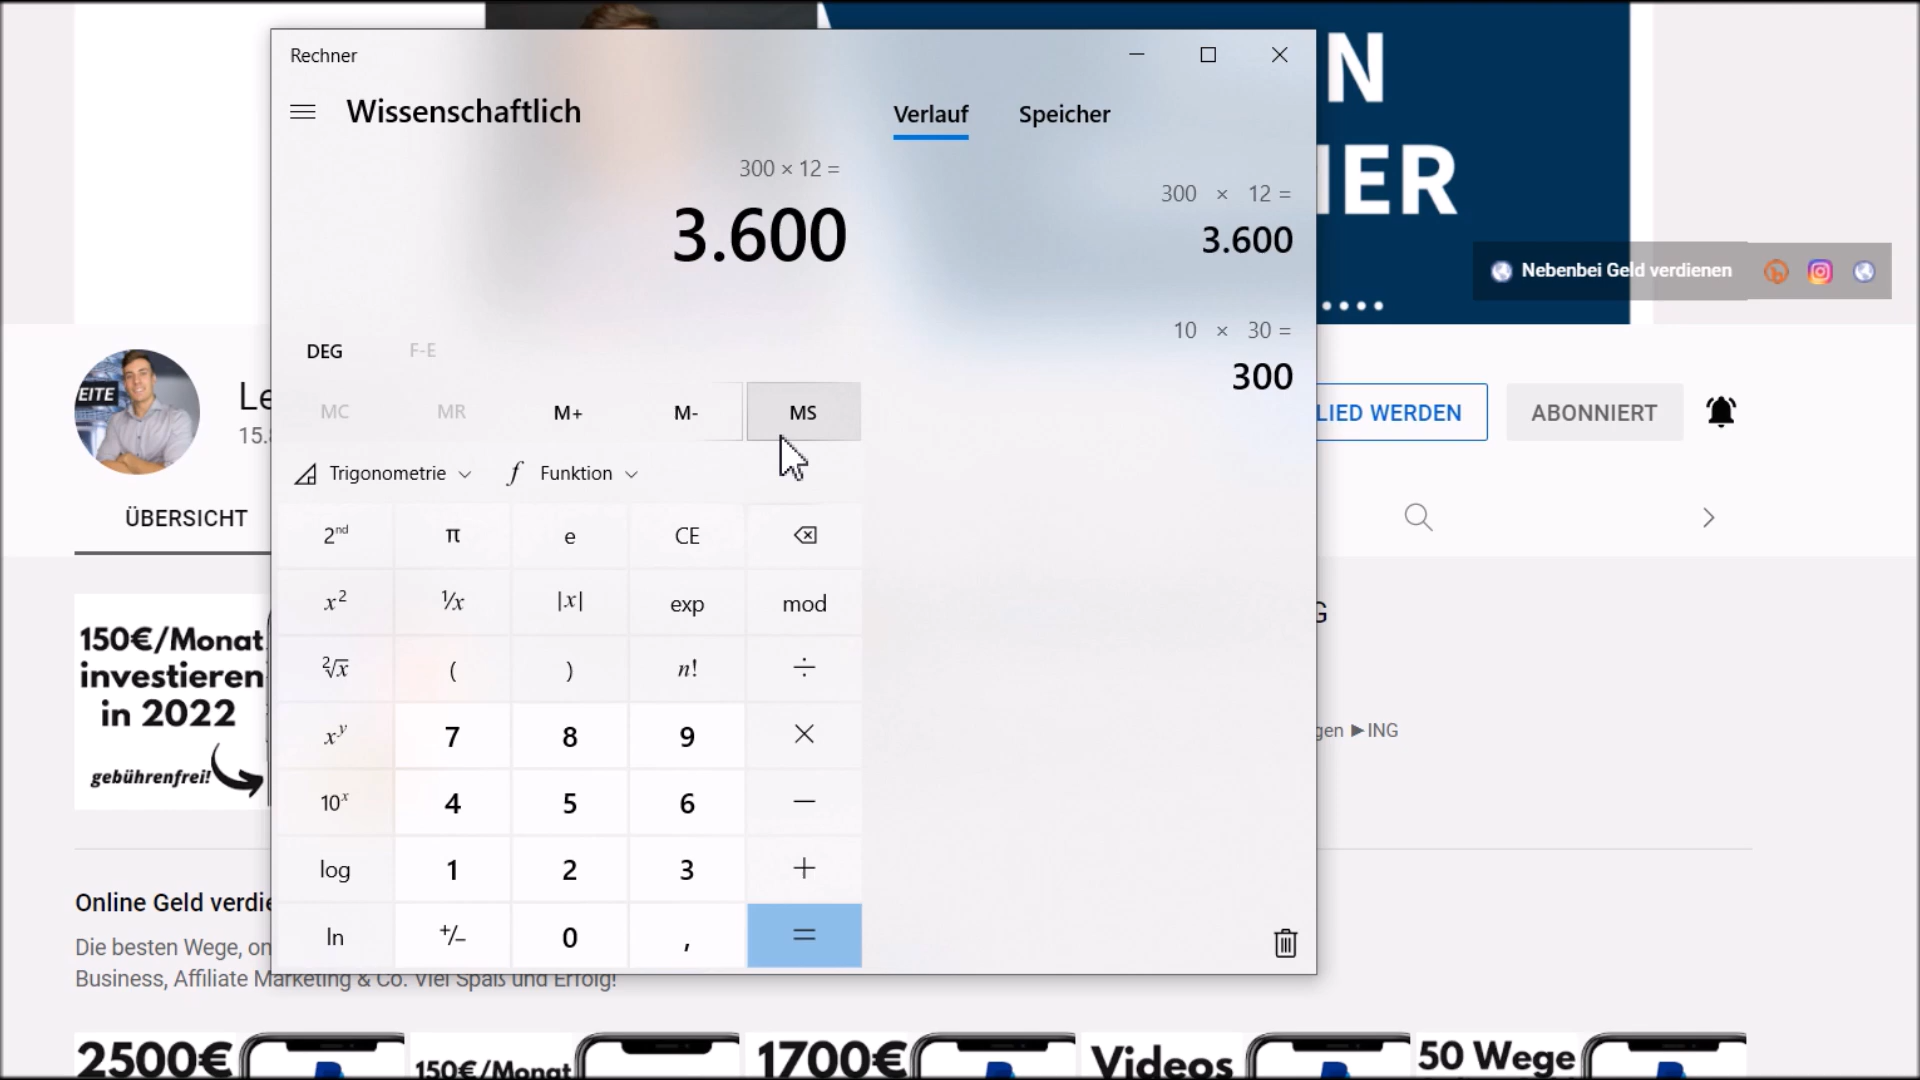 N
Rechner
Wissenschaftlich
Verlauf
Speicher
300 × 12 =
3.600
300 × 12 =
3.600
10 × 30 =
300
IER
Nebenbei Geld verdienen
DEG
F-E
MC
MR
M+
M-
MS
Trigonometrie
f Funktion
2nd
π
e
CE
x²
¹/x
|x|
exp
mod
²√x
(
)
n!
÷
xʸ
7
8
9
×
10ˣ
4
5
6
−
log
1
2
3
+
ln
+/−
0
,
=
EITE
Le
15.
LIED WERDEN
ABONNIERT
ÜBERSICHT
150€/Monat
investieren
in 2022
gebührenfrei!
G
gen ►ING
Online Geld verdie
Die besten Wege, on
Business, Affiliate Marketing & Co. Viel Spaß und Erfolg!
2500€
150€/Monat
1700€
Videos
50 Wege